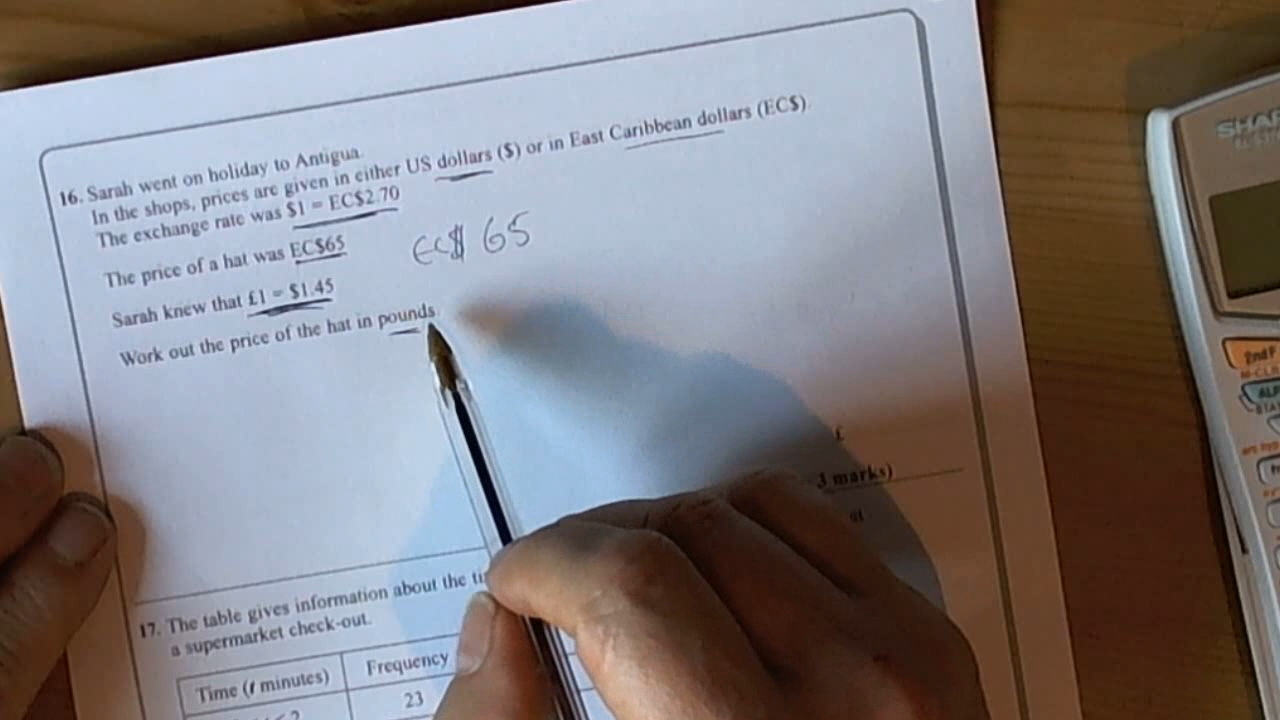 16. Sarah went on holiday to Antigua.
In the shops, prices are given in either US dollars ($) or in East Caribbean dollars (EC$).
The exchange rate was $1 = EC$2.70
The price of a hat was EC$65
EC$ 65
Sarah knew that £1 = $1.45
Work out the price of the hat in pounds.
£
3 marks)
17. The table gives information about the
a supermarket check-out.
Time (t minutes) Frequency
23
SHAR
2ndF